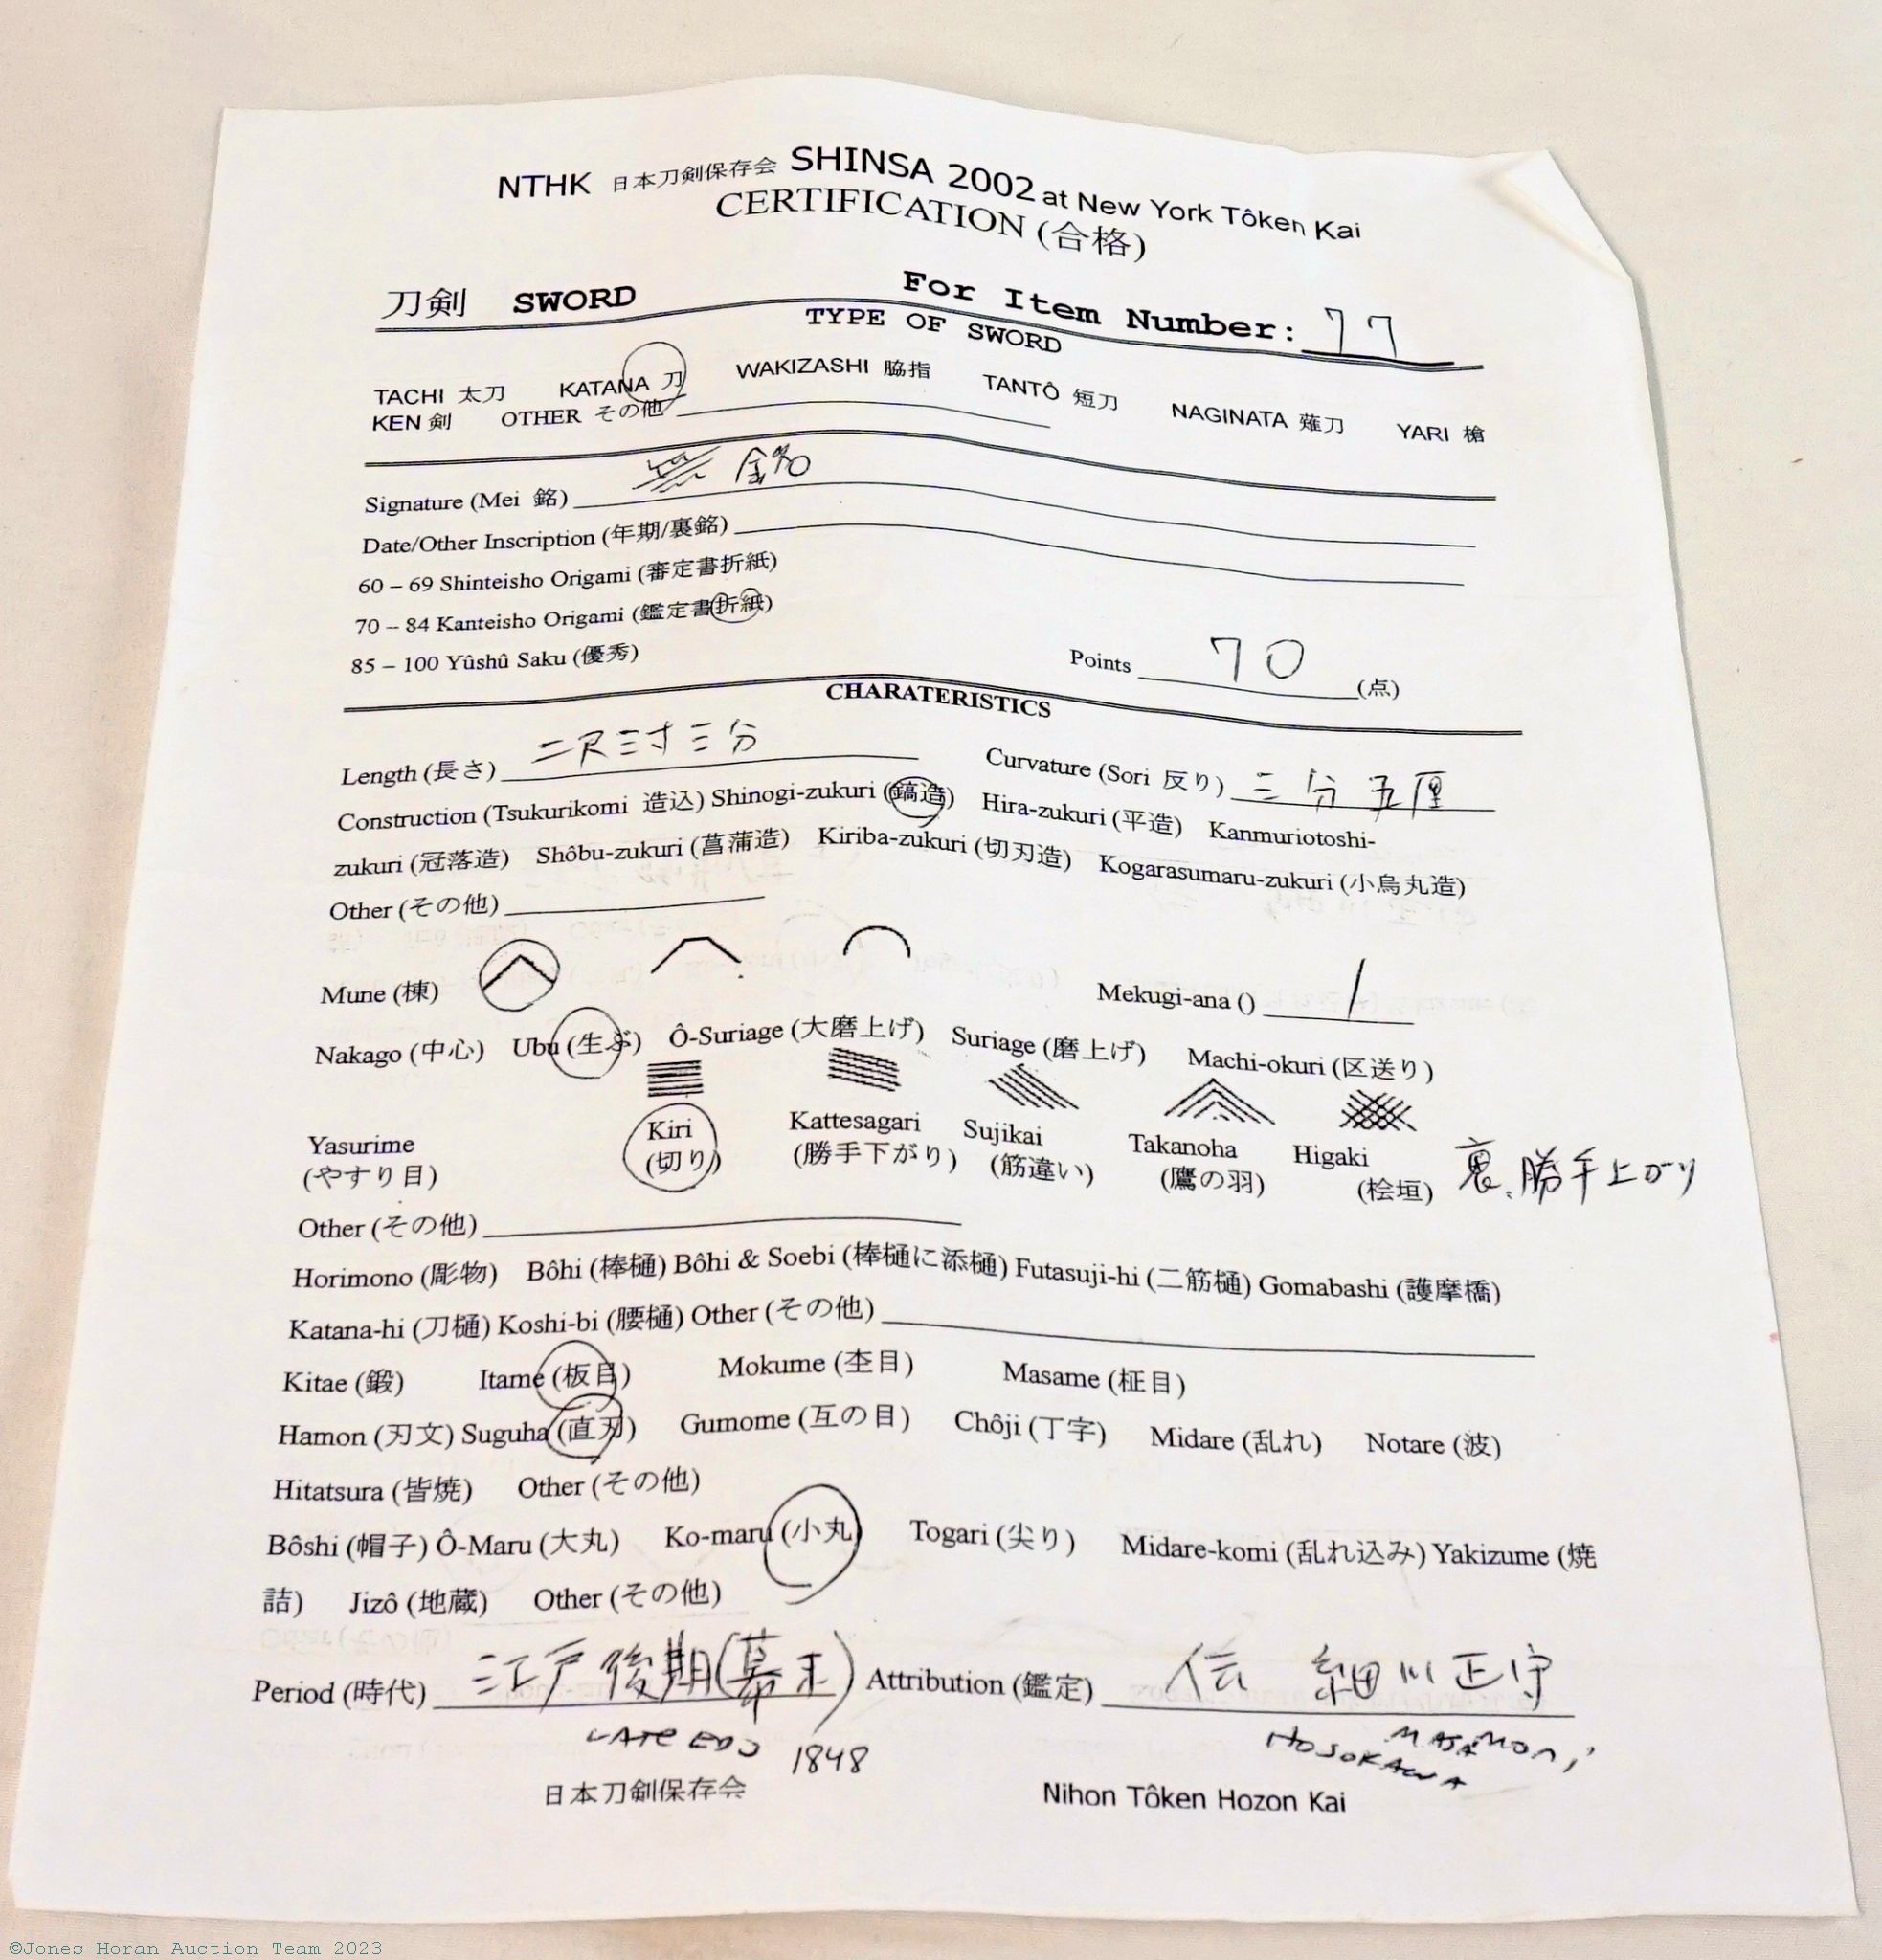 NTHK 日本刀剣保存会 SHINSA 2002 at New York Tôken Kai
CERTIFICATION (合格)
刀剣 SWORD For Item Number: 77
TYPE OF SWORD
TACHI 太刀 KATANA 刀 WAKIZASHI 脇指 TANTÔ 短刀 NAGINATA 薙刀 YARI 槍
KEN 剣 OTHER その他
Signature (Mei 銘) 無銘
Date/Other Inscription (年期/裏銘)
60 – 69 Shinteisho Origami (審定書折紙)
70 – 84 Kanteisho Origami (鑑定書折紙)
85 – 100 Yûshû Saku (優秀) Points 70 (点)
CHARATERISTICS
Length (長さ) 二尺三寸三分 Curvature (Sori 反り) 三分五厘
Construction (Tsukurikomi 造込) Shinogi-zukuri (鎬造) Hira-zukuri (平造) Kanmuriotoshi-
zukuri (冠落造) Shôbu-zukuri (菖蒲造) Kiriba-zukuri (切刃造) Kogarasumaru-zukuri (小烏丸造)
Other (その他)
Mune (棟) Mekugi-ana () 1
Nakago (中心) Ubu (生ぶ) Ô-Suriage (大磨上げ) Suriage (磨上げ) Machi-okuri (区送り)
Yasurime Kiri Kattesagari Sujikai Takanoha Higaki
(やすり目) (切り) (勝手下がり) (筋違い) (鷹の羽) (桧垣) 裏、勝手上がり
Other (その他)
Horimono (彫物) Bôhi (棒樋) Bôhi & Soebi (棒樋に添樋) Futasuji-hi (二筋樋) Gomabashi (護摩橋)
Katana-hi (刀樋) Koshi-bi (腰樋) Other (その他)
Kitae (鍛) Itame (板目) Mokume (杢目) Masame (柾目)
Hamon (刃文) Suguha (直刃) Gumome (互の目) Chôji (丁字) Midare (乱れ) Notare (波)
Hitatsura (皆焼) Other (その他)
Bôshi (帽子) Ô-Maru (大丸) Ko-maru (小丸) Togari (尖り) Midare-komi (乱れ込み) Yakizume (焼
詰) Jizô (地蔵) Other (その他)
Period (時代) 江戸後期(幕末) Attribution (鑑定) 伝 細川正守
LATE EDO 1848 HOSOKAWA MASAMORI
日本刀剣保存会 Nihon Tôken Hozon Kai
©Jones-Horan Auction Team 2023